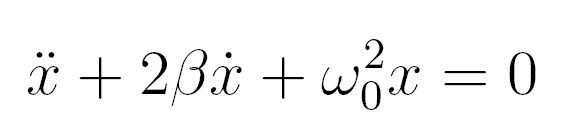 ẍ + 2βẋ + ω₀²x = 0